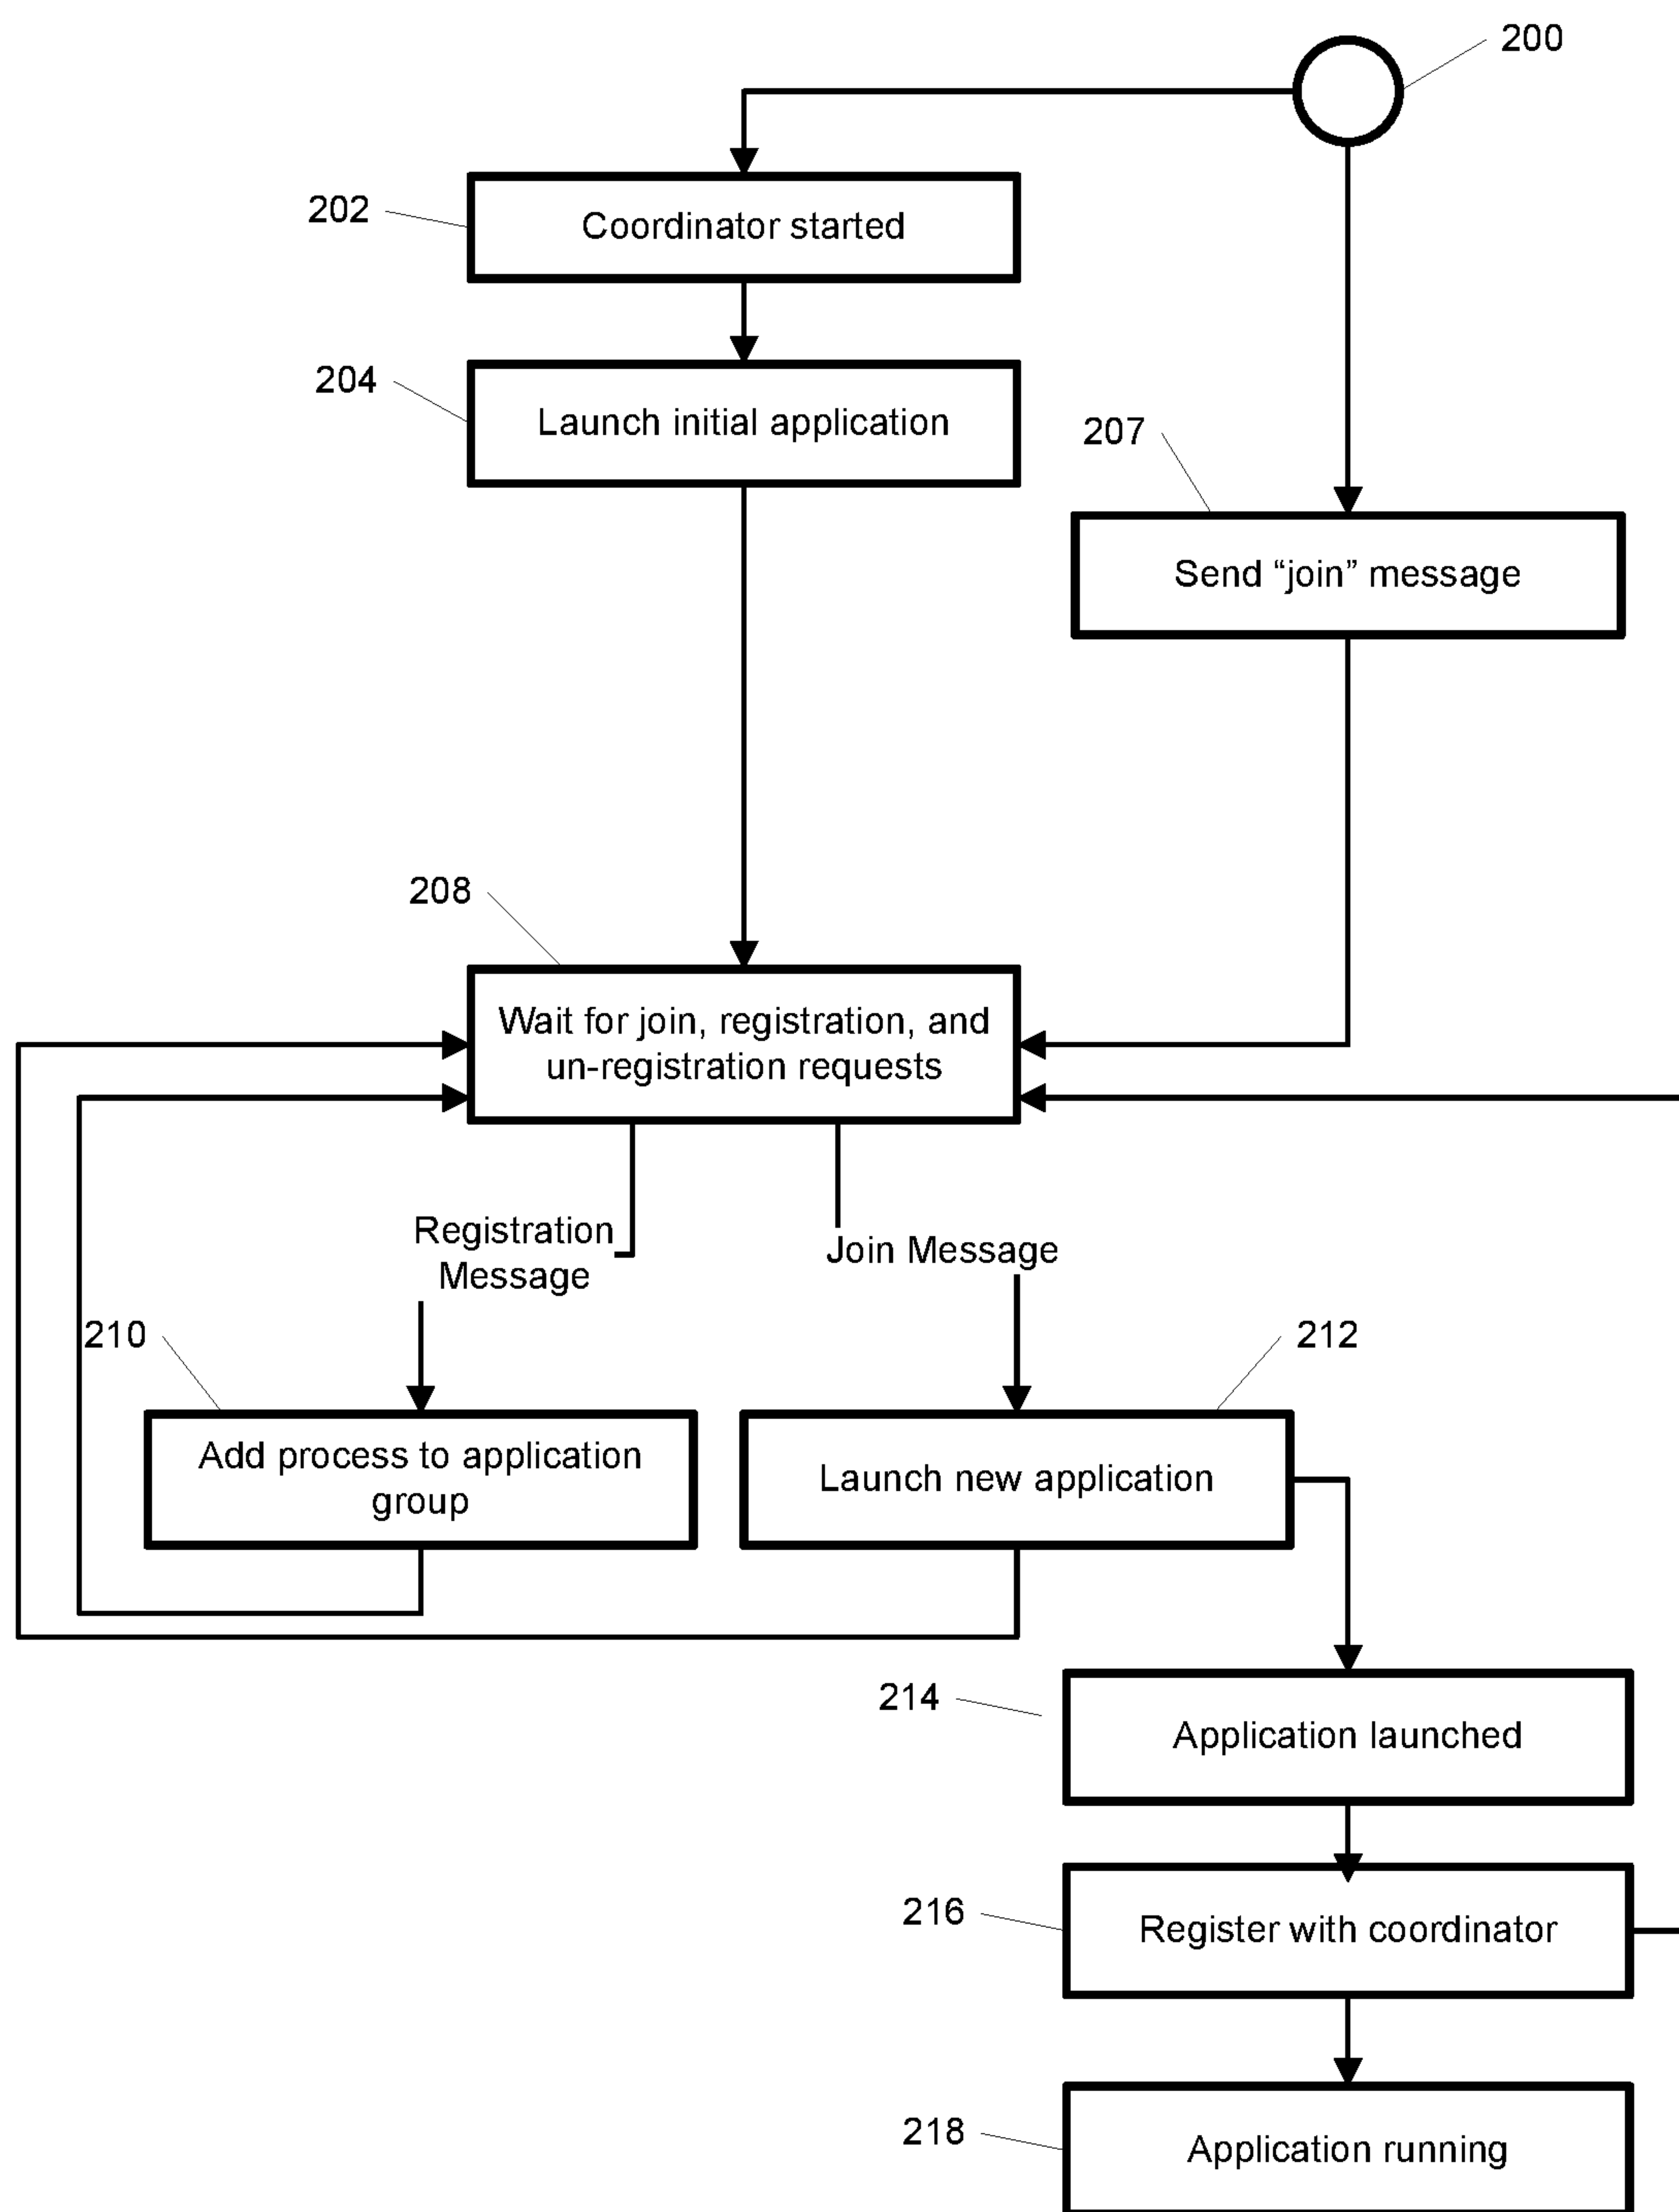 200
202
Coordinator started
204
Launch initial application
207
Send “join” message
208
Wait for join, registration, and
un-registration requests
Registration
Message
Join Message
210
212
Add process to application
group
Launch new application
214
Application launched
216
Register with coordinator
218
Application running